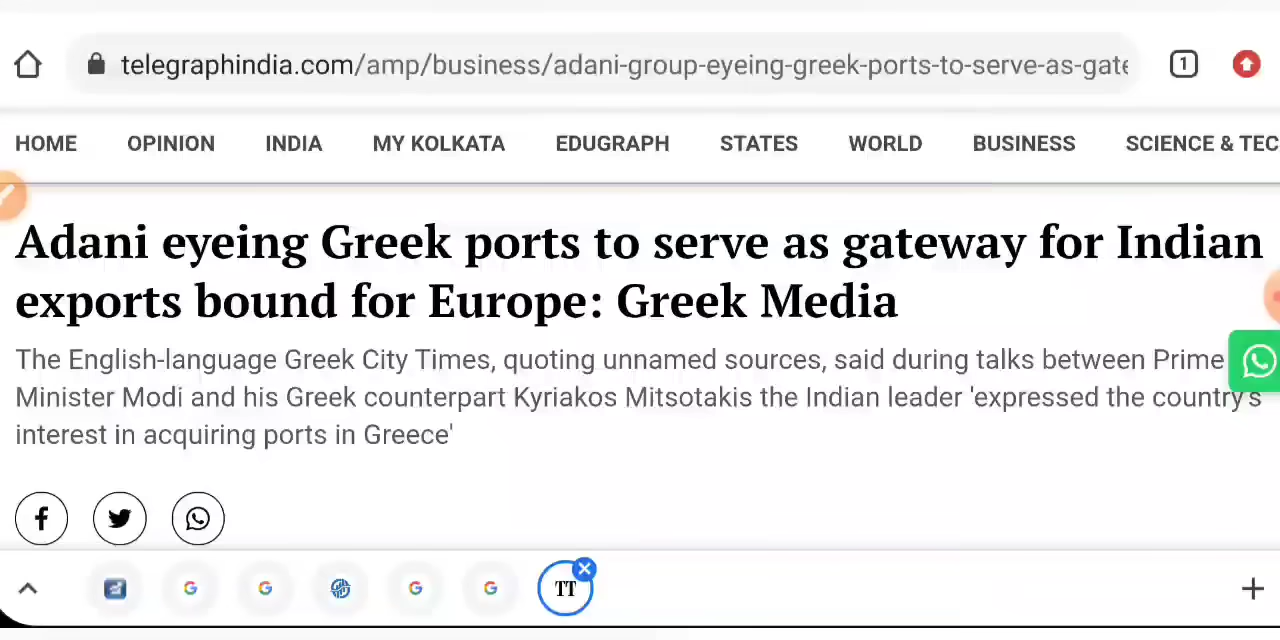 telegraphindia.com/amp/business/adani-group-eyeing-greek-ports-to-serve-as-gate
1
HOME OPINION INDIA MY KOLKATA EDUGRAPH STATES WORLD BUSINESS SCIENCE & TEC
Adani eyeing Greek ports to serve as gateway for Indian
exports bound for Europe: Greek Media
The English-language Greek City Times, quoting unnamed sources, said during talks between Prime
Minister Modi and his Greek counterpart Kyriakos Mitsotakis the Indian leader 'expressed the country's
interest in acquiring ports in Greece'
f
G G G G TT